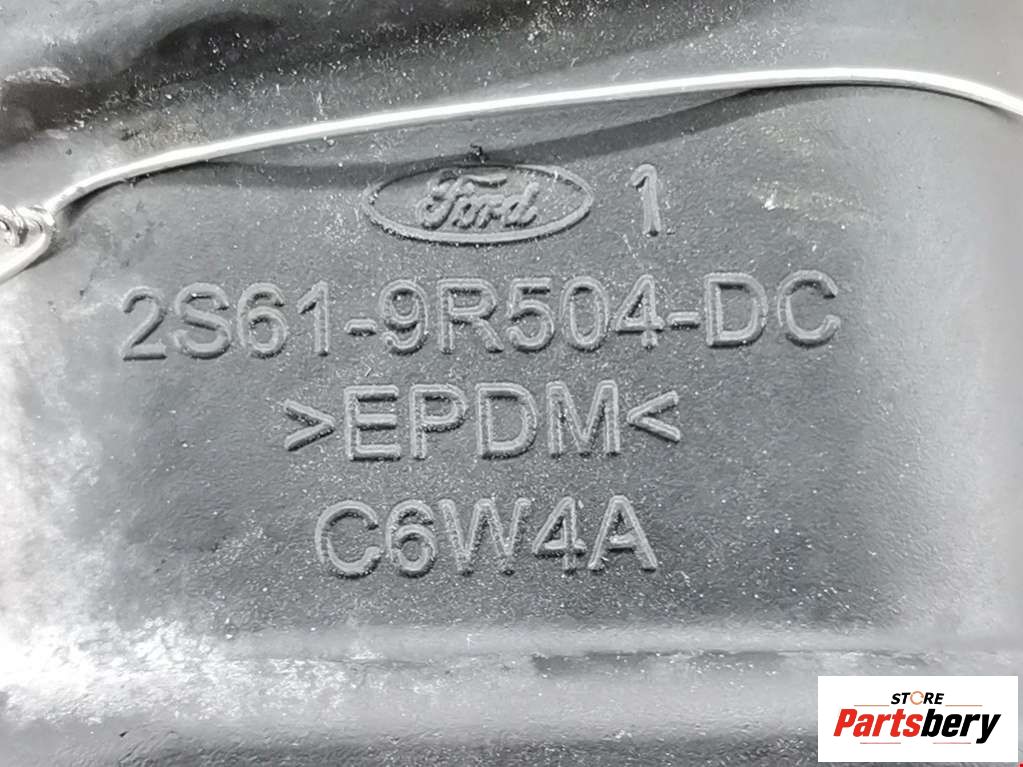 Ford 1
2S61-9R504-DC
>EPDM<
C6W4A
STORE
Partsbery